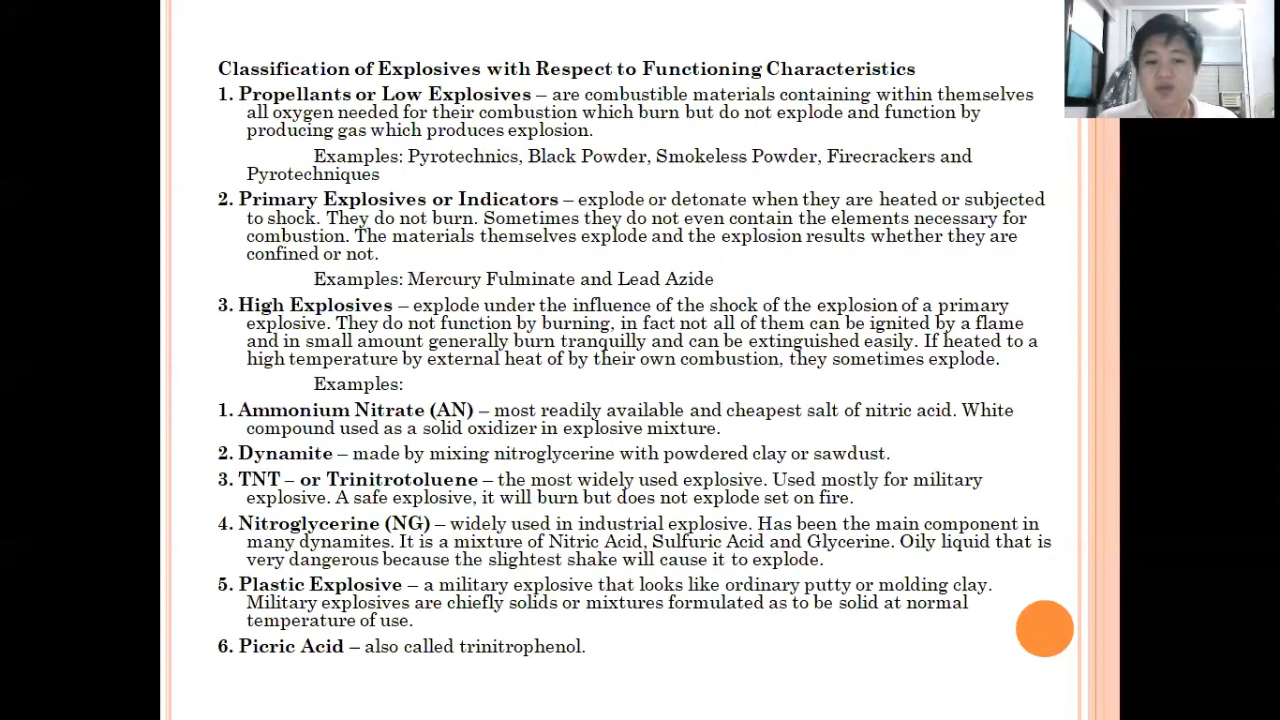 Classification of Explosives with Respect to Functioning Characteristics
1. Propellants or Low Explosives – are combustible materials containing within themselves
all oxygen needed for their combustion which burn but do not explode and function by
producing gas which produces explosion.
Examples: Pyrotechnics, Black Powder, Smokeless Powder, Firecrackers and
Pyrotechniques
2. Primary Explosives or Indicators – explode or detonate when they are heated or subjected
to shock. They do not burn. Sometimes they do not even contain the elements necessary for
combustion. The materials themselves explode and the explosion results whether they are
confined or not.
Examples: Mercury Fulminate and Lead Azide
3. High Explosives – explode under the influence of the shock of the explosion of a primary
explosive. They do not function by burning, in fact not all of them can be ignited by a flame
and in small amount generally burn tranquilly and can be extinguished easily. If heated to a
high temperature by external heat of by their own combustion, they sometimes explode.
Examples:
1. Ammonium Nitrate (AN) – most readily available and cheapest salt of nitric acid. White
compound used as a solid oxidizer in explosive mixture.
2. Dynamite – made by mixing nitroglycerine with powdered clay or sawdust.
3. TNT – or Trinitrotoluene – the most widely used explosive. Used mostly for military
explosive. A safe explosive, it will burn but does not explode set on fire.
4. Nitroglycerine (NG) – widely used in industrial explosive. Has been the main component in
many dynamites. It is a mixture of Nitric Acid, Sulfuric Acid and Glycerine. Oily liquid that is
very dangerous because the slightest shake will cause it to explode.
5. Plastic Explosive – a military explosive that looks like ordinary putty or molding clay.
Military explosives are chiefly solids or mixtures formulated as to be solid at normal
temperature of use.
6. Picric Acid – also called trinitrophenol.